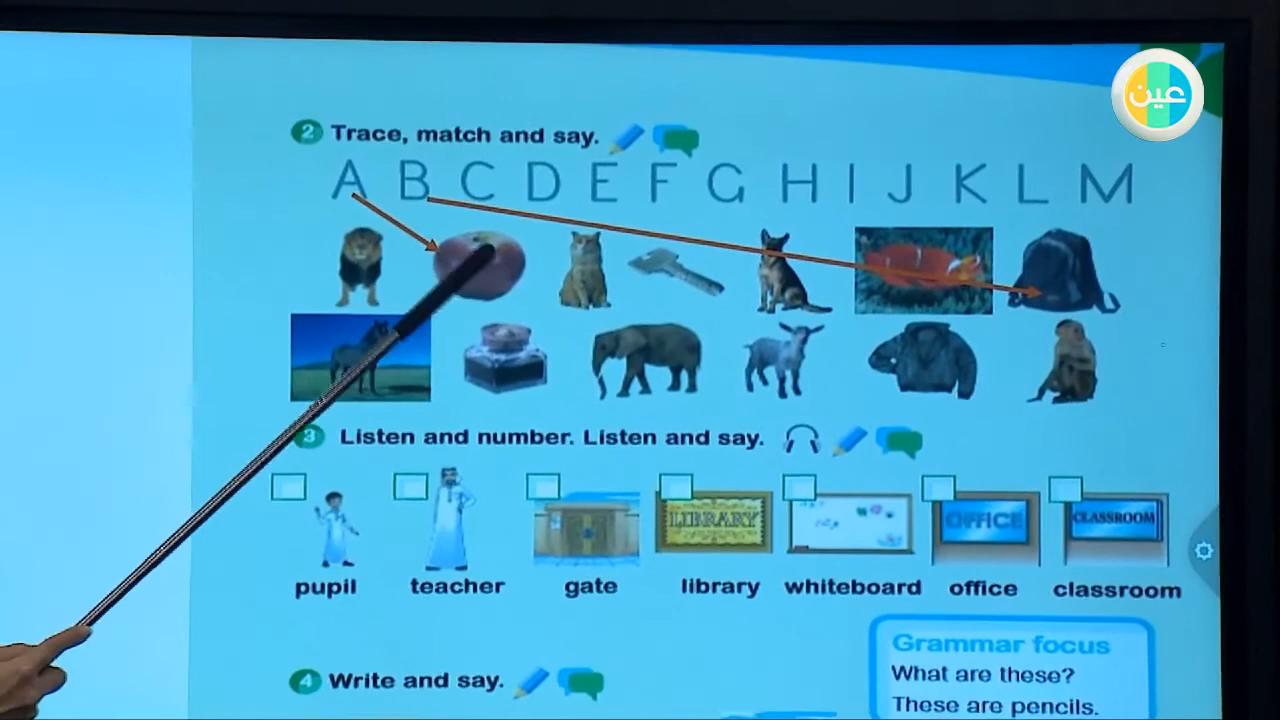 عين
2 Trace, match and say.
A B C D E F G H I J K L M
3 Listen and number. Listen and say.
LIBRARY
OFFICE
CLASSROOM
pupil teacher gate library whiteboard office classroom
4 Write and say.
Grammar focus
What are these?
These are pencils.